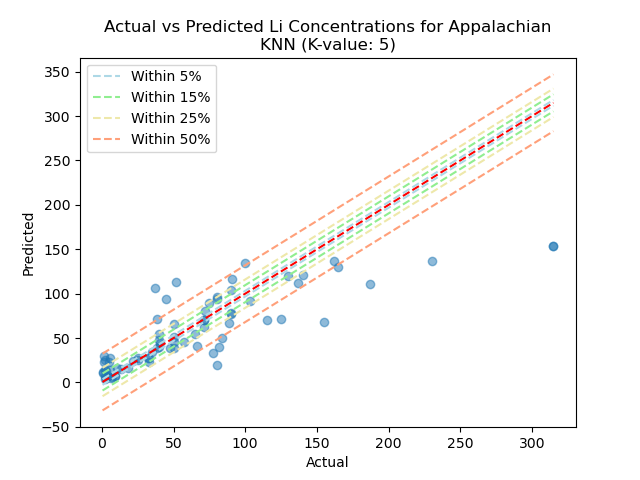 Actual vs Predicted Li Concentrations for Appalachian
KNN (K-value: 5)
Within 5%
Within 15%
Within 25%
Within 50%
350
300
250
200
150
100
50
0
−50
Predicted
0
50
100
150
200
250
300
Actual